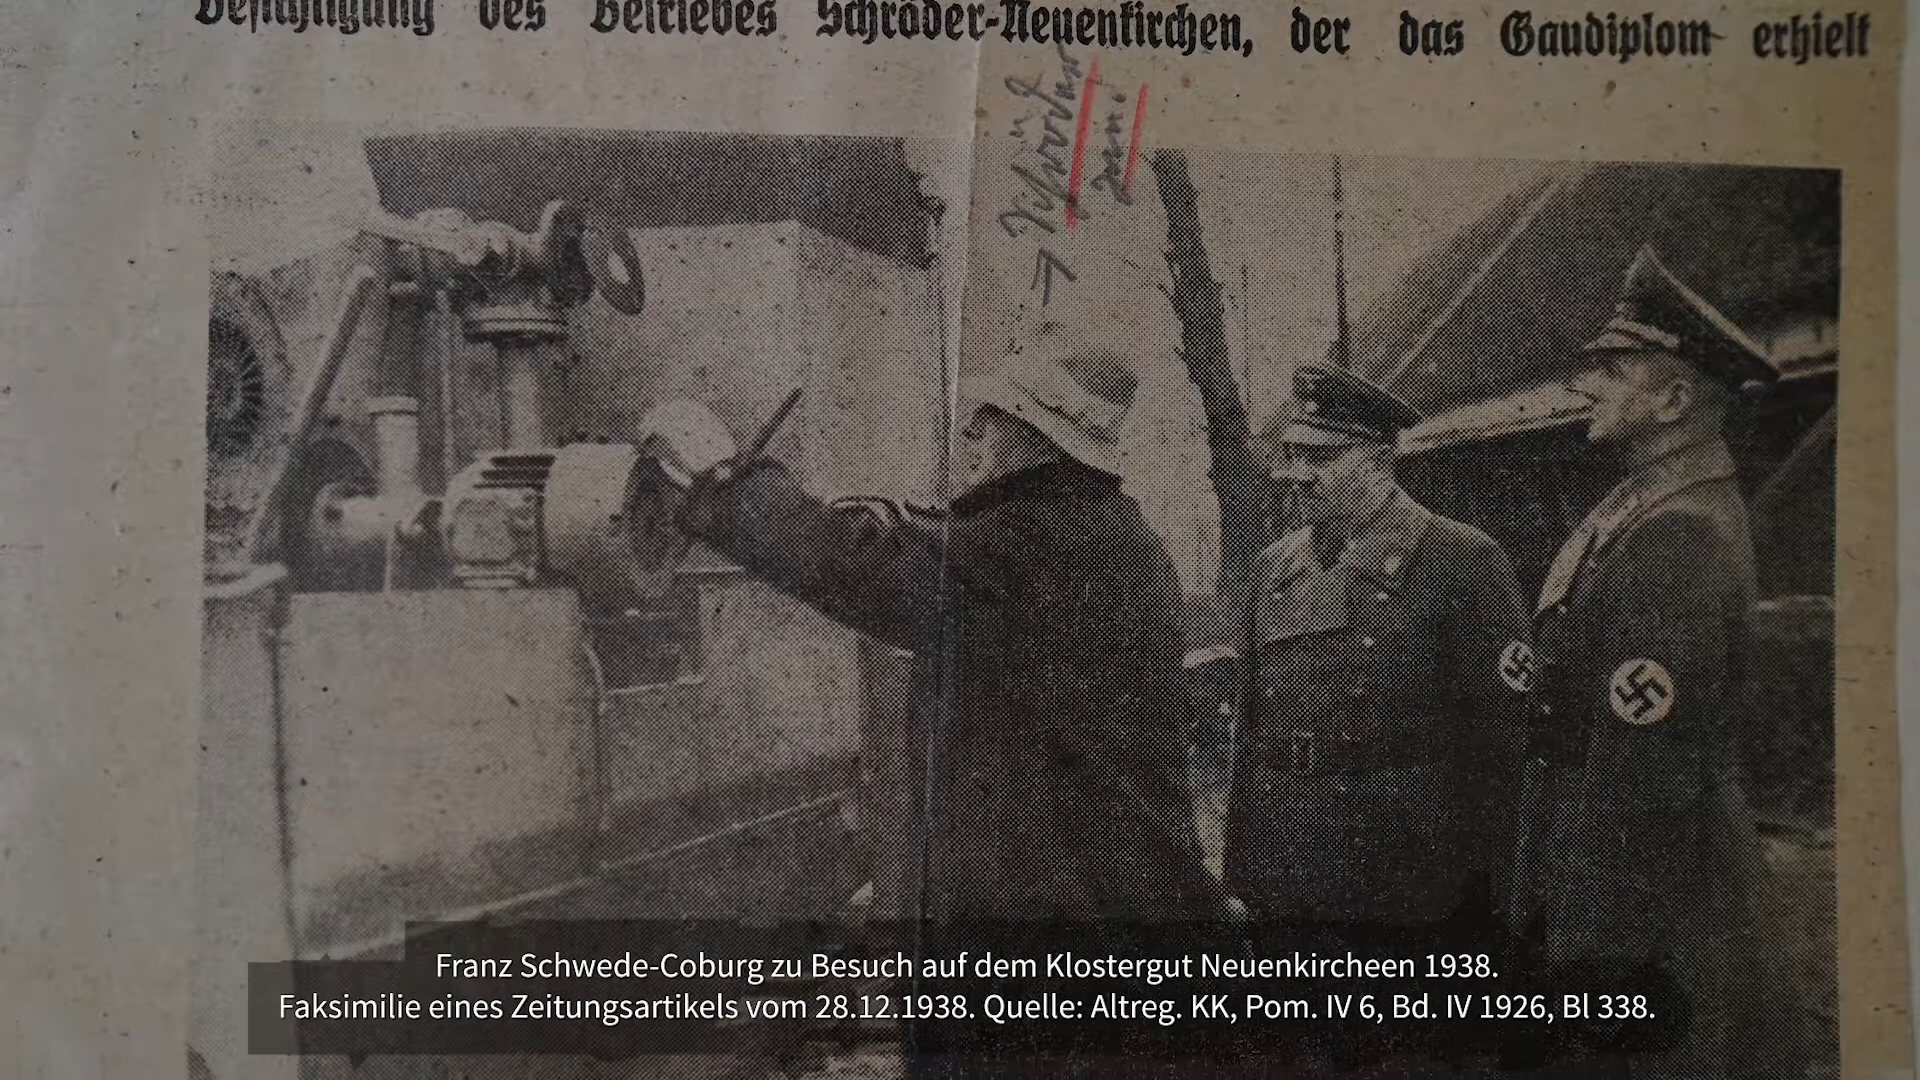 Besichtigung des Betriebes Schröder-Neuenkirchen, der das Gaudiplom erhielt
Franz Schwede-Coburg zu Besuch auf dem Klostergut Neuenkircheen 1938.
Faksimilie eines Zeitungsartikels vom 28.12.1938. Quelle: Altreg. KK, Pom. IV 6, Bd. IV 1926, Bl 338.